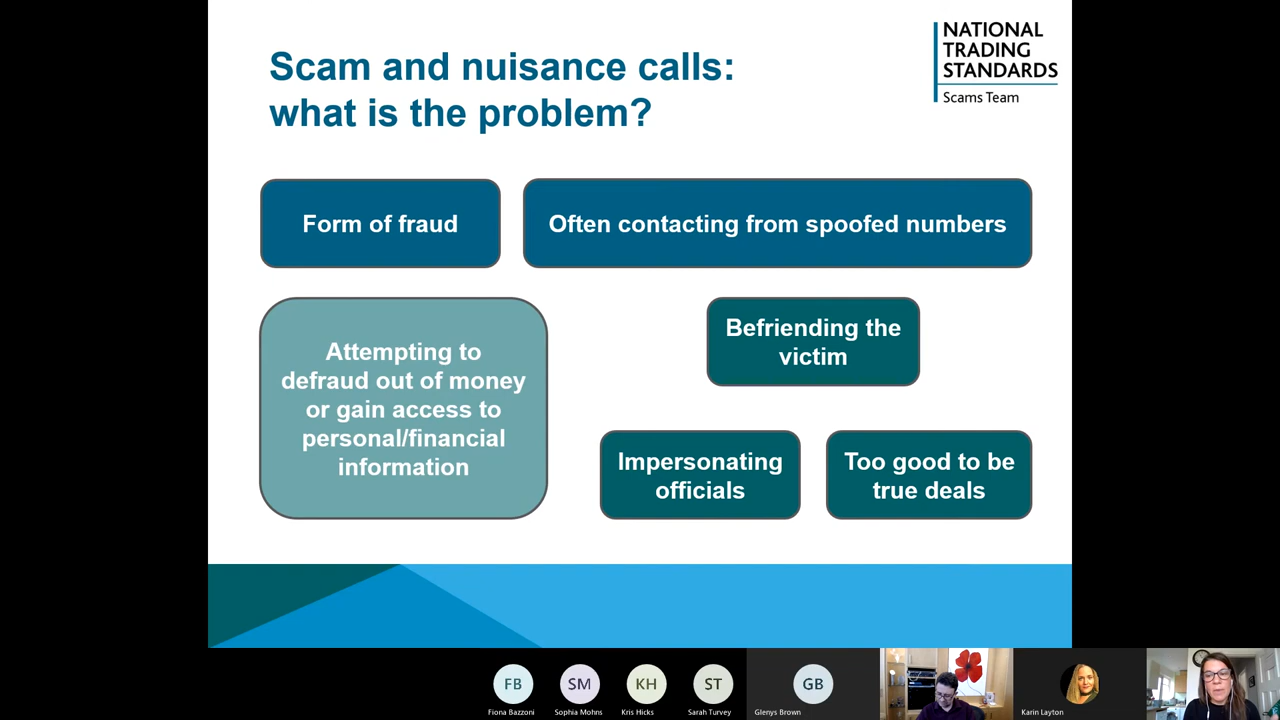 Scam and nuisance calls:
what is the problem?
NATIONAL
TRADING
STANDARDS
Scams Team
Form of fraud
Often contacting from spoofed numbers
Attempting to
defraud out of money
or gain access to
personal/financial
information
Befriending the
victim
Impersonating
officials
Too good to be
true deals
FB
SM
KH
ST
GB
Fiona Bazzoni
Sophia Mohns
Kris Hicks
Sarah Turvey
Glenys Brown
Karin Layton